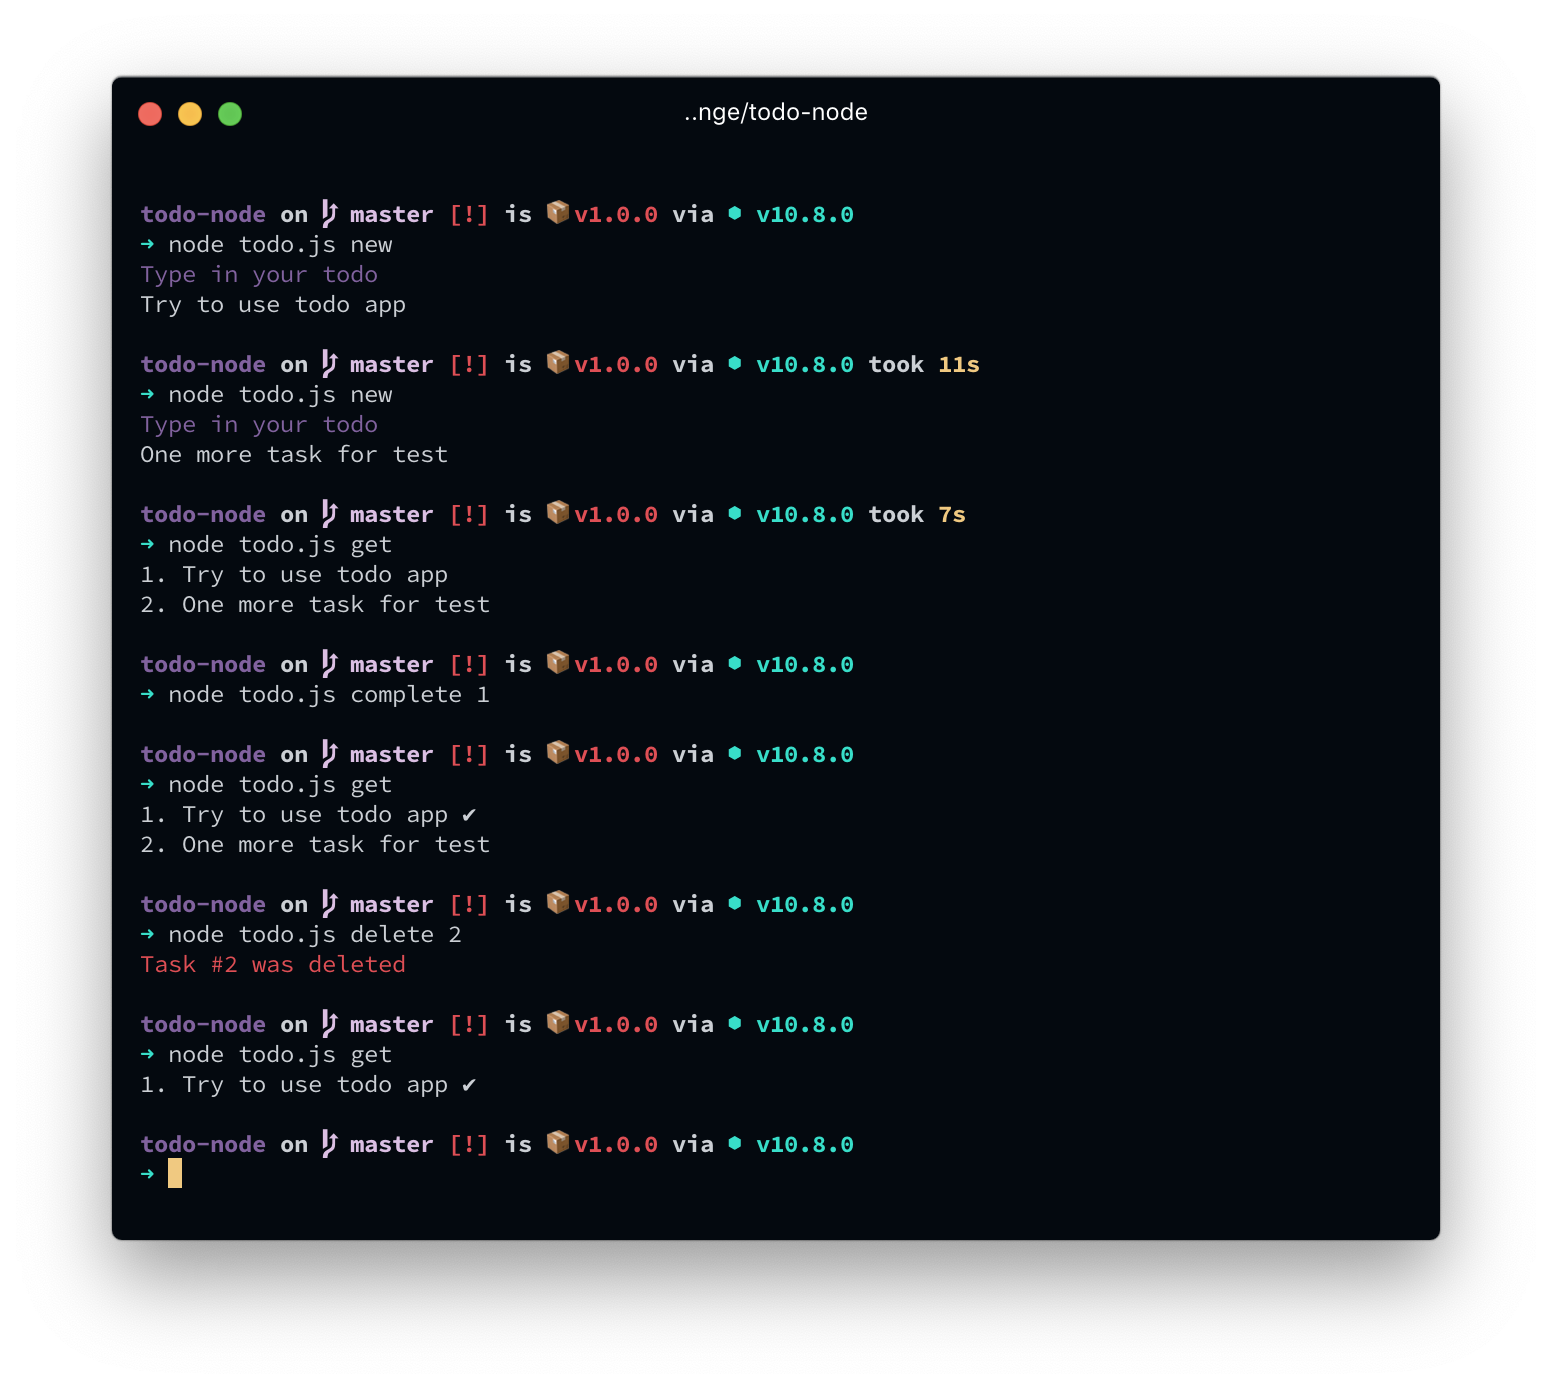 ..nge/todo-node
todo-node on master [!] is 📦v1.0.0 via ⬢ v10.8.0
➜ node todo.js new
Type in your todo
Try to use todo app
todo-node on master [!] is 📦v1.0.0 via ⬢ v10.8.0 took 11s
➜ node todo.js new
Type in your todo
One more task for test
todo-node on master [!] is 📦v1.0.0 via ⬢ v10.8.0 took 7s
➜ node todo.js get
1. Try to use todo app
2. One more task for test
todo-node on master [!] is 📦v1.0.0 via ⬢ v10.8.0
➜ node todo.js complete 1
todo-node on master [!] is 📦v1.0.0 via ⬢ v10.8.0
➜ node todo.js get
1. Try to use todo app ✔
2. One more task for test
todo-node on master [!] is 📦v1.0.0 via ⬢ v10.8.0
➜ node todo.js delete 2
Task #2 was deleted
todo-node on master [!] is 📦v1.0.0 via ⬢ v10.8.0
➜ node todo.js get
1. Try to use todo app ✔
todo-node on master [!] is 📦v1.0.0 via ⬢ v10.8.0
➜